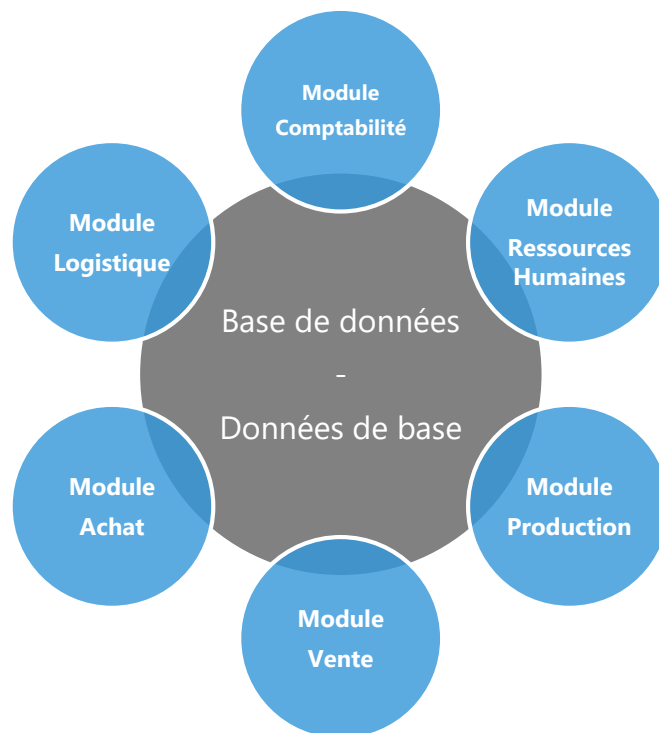 Module
Comptabilité
Module
Ressources
Humaines
Module
Logistique
Base de données
-
Données de base
Module
Achat
Module
Production
Module
Vente